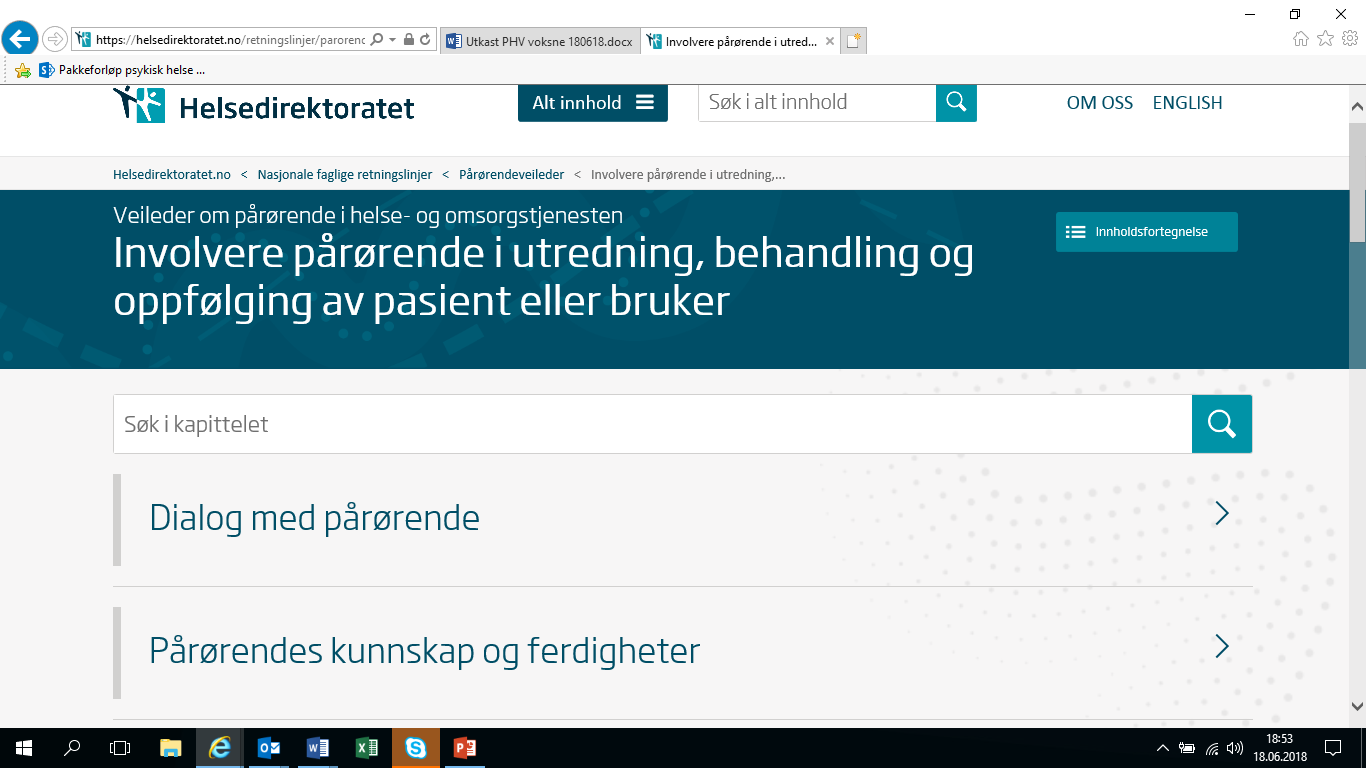 https://helsedirektoratet.no/retningslinjer/parorenc
Utkast PHV voksne 180618.docx
Involvere pårørende i utred...
Pakkeforløp psykisk helse ...
Helsedirektoratet
Alt innhold
Søk i alt innhold
OM OSS
ENGLISH
Helsedirektoratet.no < Nasjonale faglige retningslinjer < Pårørendeveileder < Involvere pårørende i utredning,...
Veileder om pårørende i helse- og omsorgstjenesten
Involvere pårørende i utredning, behandling og
oppfølging av pasient eller bruker
Innholdsfortegnelse
Søk i kapittelet
Dialog med pårørende
Pårørendes kunnskap og ferdigheter
18:53
18.06.2018